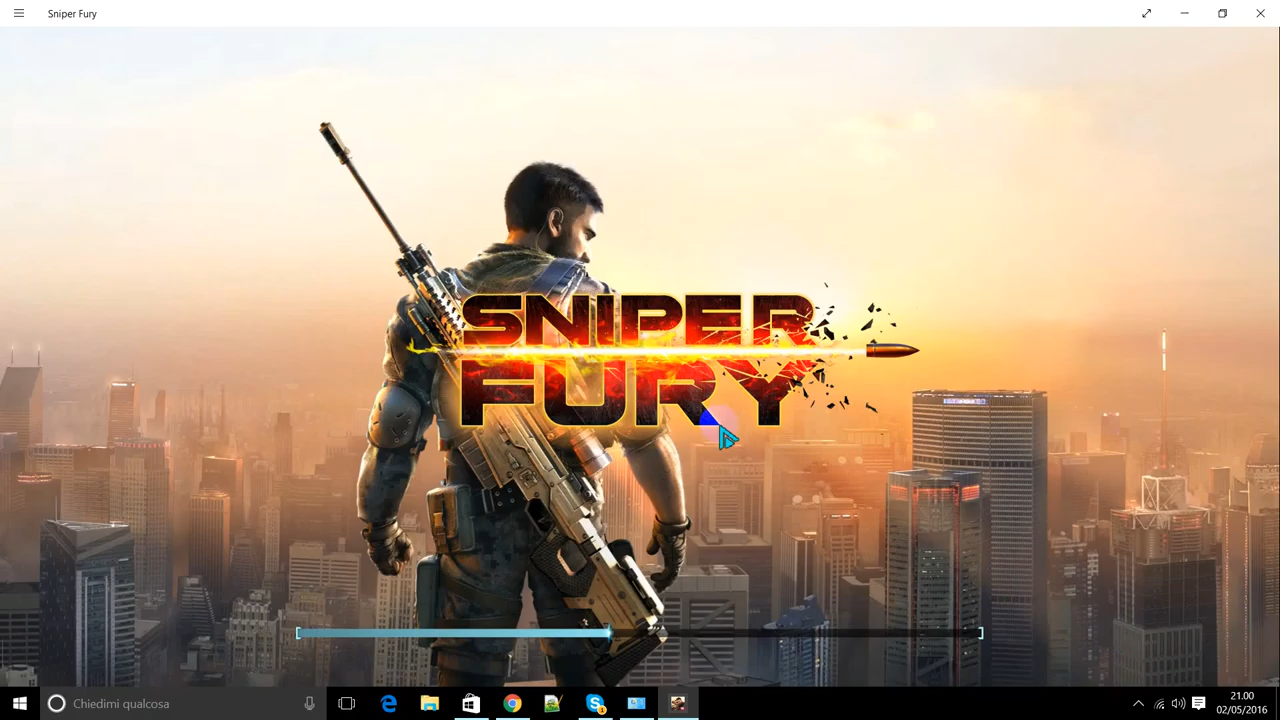 Sniper Fury
SNIPER
FURY
Chiedimi qualcosa
21.00
02/05/2016